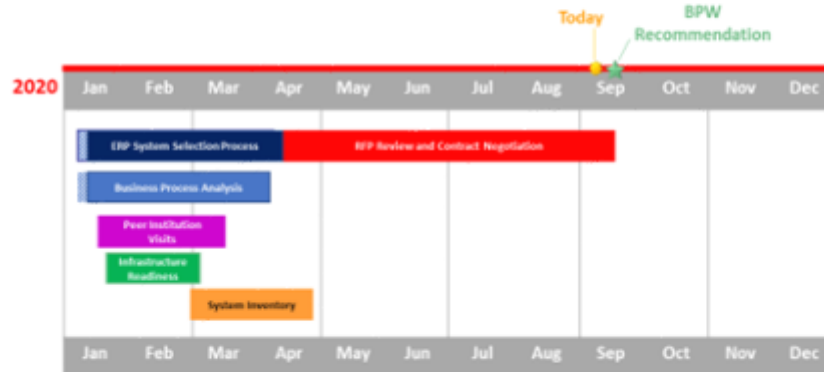 Today
BPW
Recommendation
2020
Jan Feb Mar Apr May Jun Jul Aug Sep Oct Nov Dec
ERP System Selection Process
RFP Review and Contract Negotiation
Business Process Analysis
Peer Institution
Visits
Infrastructure
Readiness
System Inventory
Jan Feb Mar Apr May Jun Jul Aug Sep Oct Nov Dec